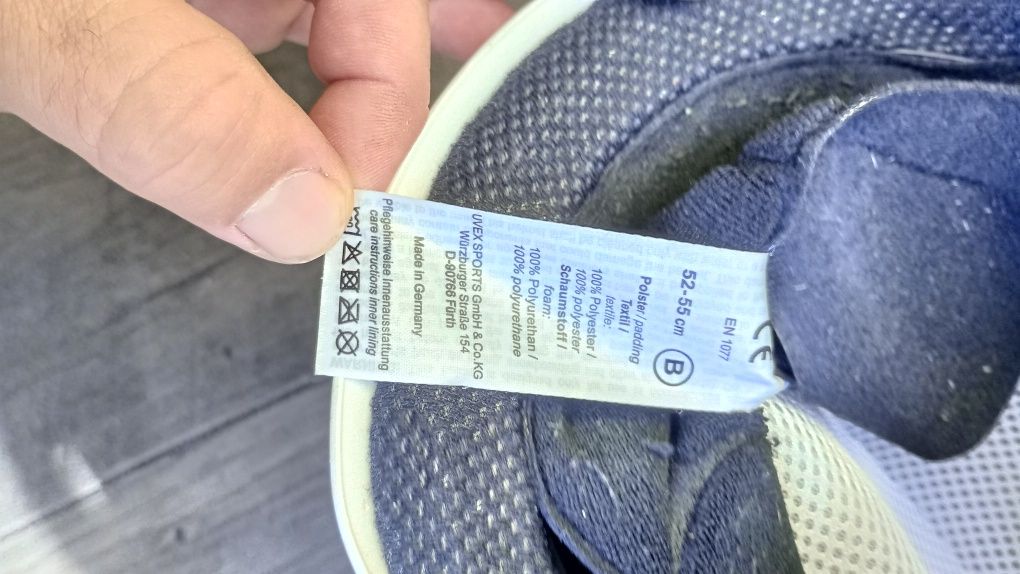 CE
EN 1077
52-55 cm
B
Polster/padding
Textil /
textile:
100% Polyester /
100% polyester
Schaumstoff /
foam:
100% Polyurethan /
100% polyurethane
UVEX SPORTS GmbH & Co.KG
Würzburger Straße 154
D-90766 Fürth
Made in Germany
Pflegehinweise Innenausstattung
care instructions inner lining